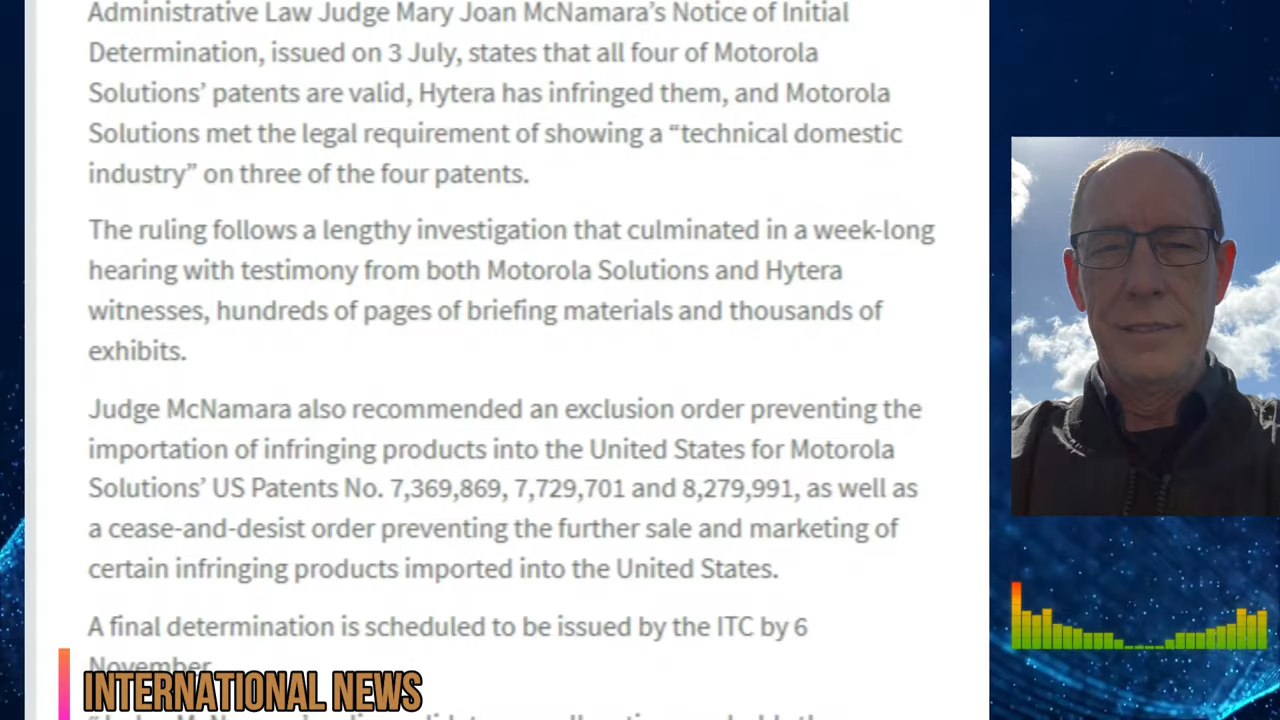 Administrative Law Judge Mary Joan McNamara’s Notice of Initial
Determination, issued on 3 July, states that all four of Motorola
Solutions’ patents are valid, Hytera has infringed them, and Motorola
Solutions met the legal requirement of showing a “technical domestic
industry” on three of the four patents.
The ruling follows a lengthy investigation that culminated in a week-long
hearing with testimony from both Motorola Solutions and Hytera
witnesses, hundreds of pages of briefing materials and thousands of
exhibits.
Judge McNamara also recommended an exclusion order preventing the
importation of infringing products into the United States for Motorola
Solutions’ US Patents No. 7,369,869, 7,729,701 and 8,279,991, as well as
a cease-and-desist order preventing the further sale and marketing of
certain infringing products imported into the United States.
A final determination is scheduled to be issued by the ITC by 6
November.
INTERNATIONAL NEWS